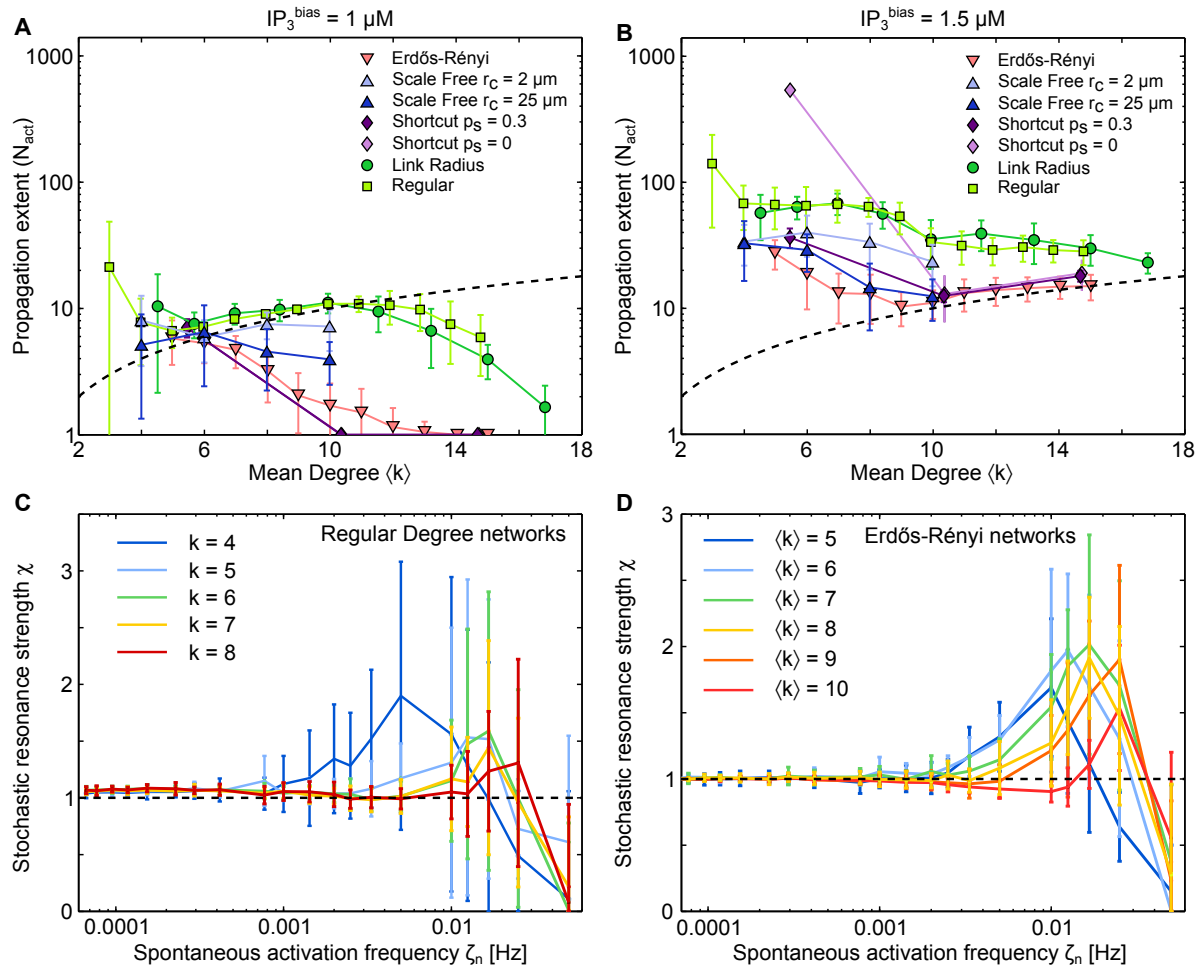 IP₃ᵇⁱᵃˢ = 1 µM
IP₃ᵇⁱᵃˢ = 1.5 µM
A
1000
100
10
1
Propagation extent (Nact)
Erdős-Rényi
Scale Free rC = 2 µm
Scale Free rC = 25 µm
Shortcut pS = 0.3
Shortcut pS = 0
Link Radius
Regular
2
6
10
14
18
Mean Degree ⟨k⟩
B
1000
100
10
1
Propagation extent (Nact)
Erdős-Rényi
Scale Free rC = 2 µm
Scale Free rC = 25 µm
Shortcut pS = 0.3
Shortcut pS = 0
Link Radius
Regular
2
6
10
14
18
Mean Degree ⟨k⟩
C
Regular Degree networks
3
2
1
0
Stochastic resonance strength χ
k = 4
k = 5
k = 6
k = 7
k = 8
0.0001
0.001
0.01
Spontaneous activation frequency ζn [Hz]
D
Erdős-Rényi networks
3
2
1
0
Stochastic resonance strength χ
⟨k⟩ = 5
⟨k⟩ = 6
⟨k⟩ = 7
⟨k⟩ = 8
⟨k⟩ = 9
⟨k⟩ = 10
0.0001
0.001
0.01
Spontaneous activation frequency ζn [Hz]